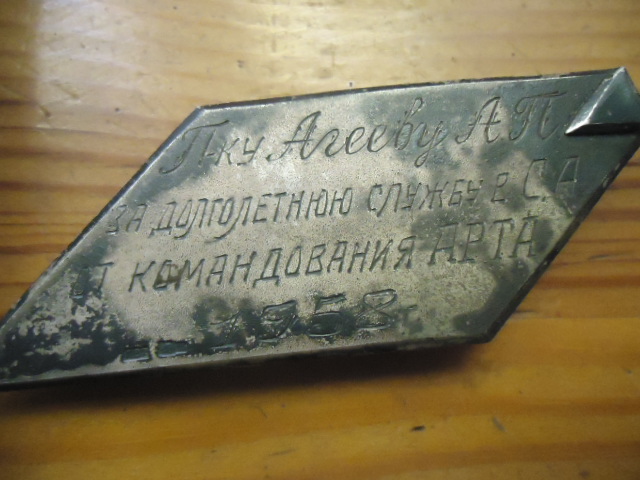 П-ку Агееву А.П.
за долголетнюю службу в С.А
от командования АРТА
1958г